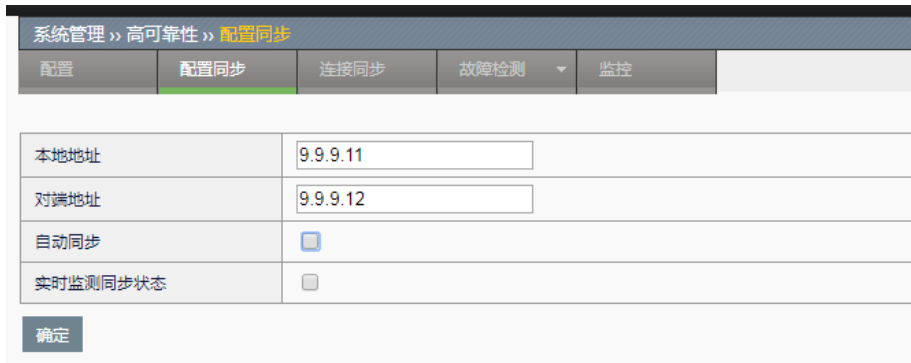 系统管理 ›› 高可靠性 ›› 配置同步
配置 配置同步 连接同步 故障检测 监控
本地地址 9.9.9.11
对端地址 9.9.9.12
自动同步
实时监测同步状态
确定